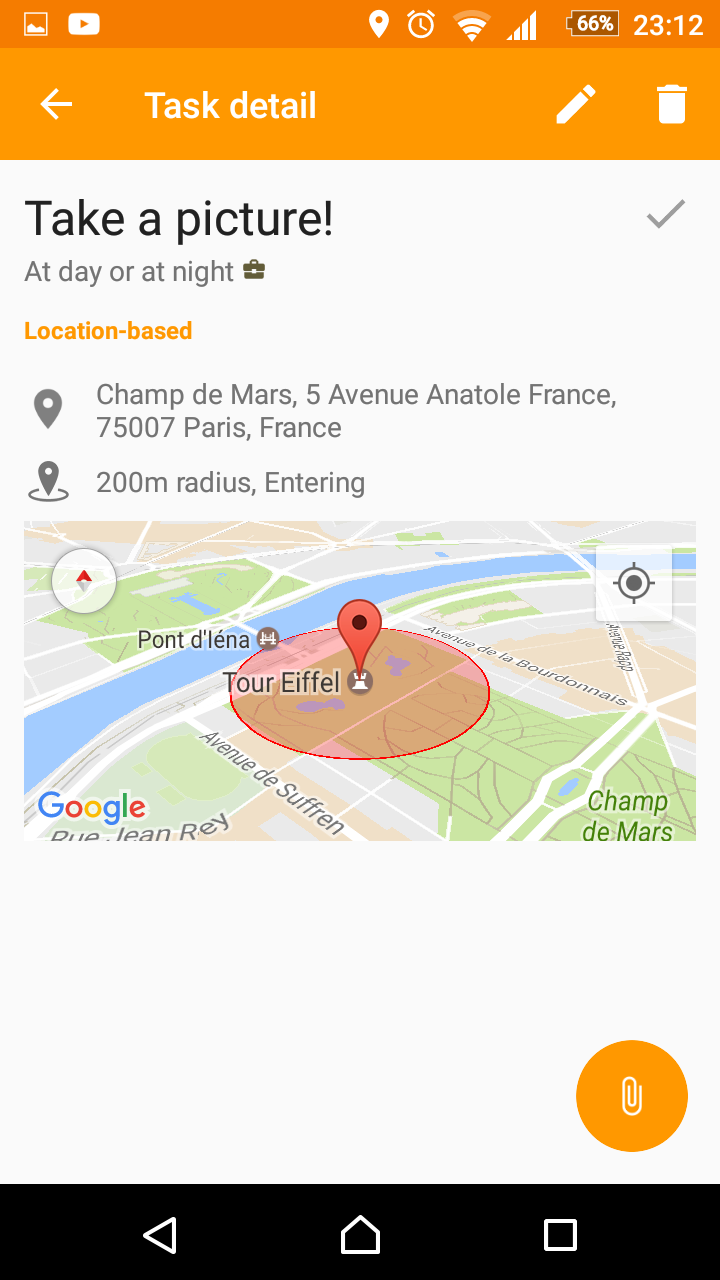 66% 23:12
Task detail
Take a picture!
At day or at night
Location-based
Champ de Mars, 5 Avenue Anatole France,
75007 Paris, France
200m radius, Entering
Pont d'Iéna
Avenue de la Bourdonnais
Avenue Rapp
Tour Eiffel
Avenue de Suffren
Google
Champ
de Mars
Rue Jean Rey